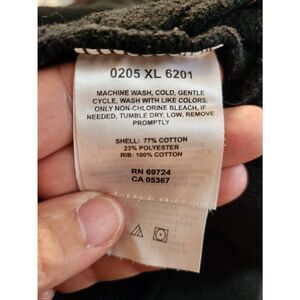 0205 XL 6201
MACHINE WASH, COLD, GENTLE
CYCLE, WASH WITH LIKE COLORS,
ONLY NON-CHLORINE BLEACH, IF
NEEDED, TUMBLE DRY, LOW, REMOVE
PROMPTLY
SHELL: 77% COTTON
23% POLYESTER
RIB: 100% COTTON
RN 69724
CA 05367